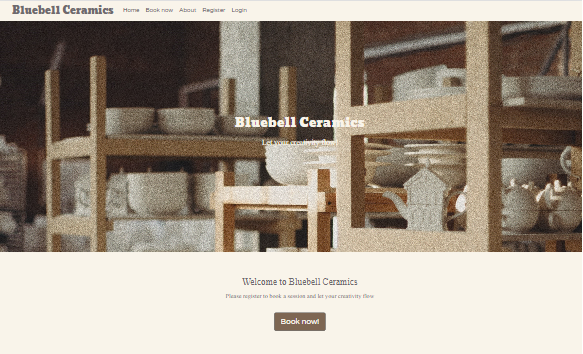 Bluebell Ceramics Home Book now About Register Login
Bluebell Ceramics
Let your creativity flow
Welcome to Bluebell Ceramics
Please register to book a session and let your creativity flow
Book now!